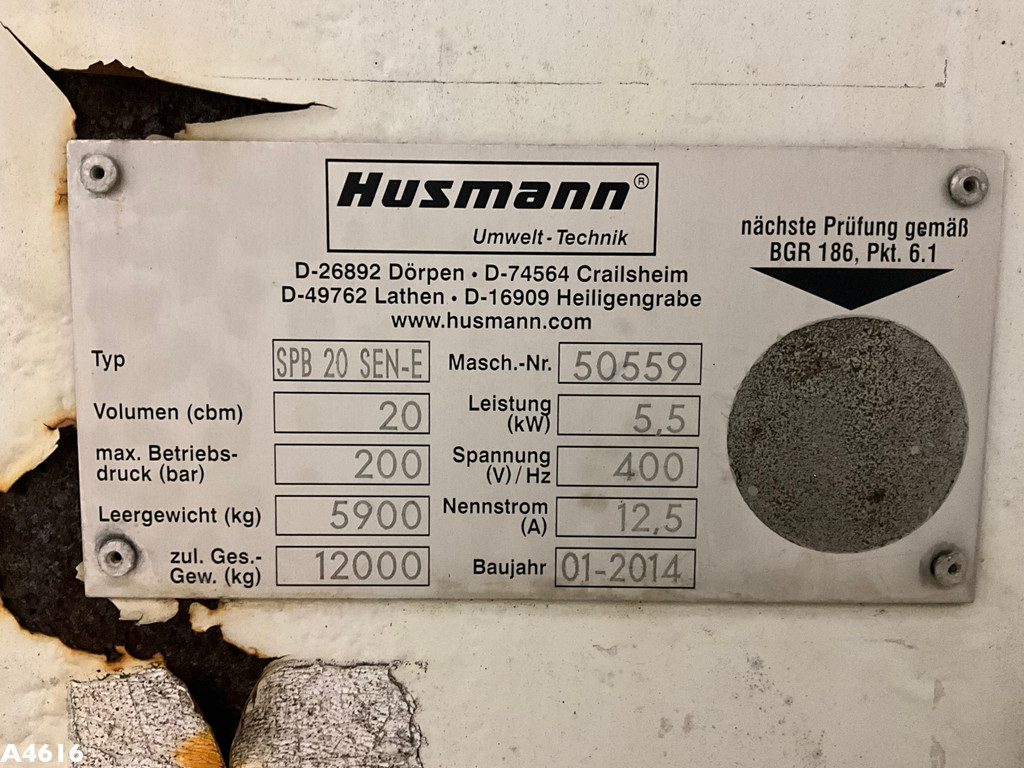 Husmann®
Umwelt-Technik
D-26892 Dörpen • D-74564 Crailsheim
D-49762 Lathen • D-16909 Heiligengrabe
www.husmann.com
nächste Prüfung gemäß
BGR 186, Pkt. 6.1
Typ SPB 20 SEN-E
Masch.-Nr. 50559
Volumen (cbm) 20
Leistung
(kW) 5,5
max. Betriebs-
druck (bar) 200
Spannung
(V)/Hz 400
Leergewicht (kg) 5900
Nennstrom
(A) 12,5
zul. Ges.-
Gew. (kg) 12000
Baujahr 01-2014
A4616